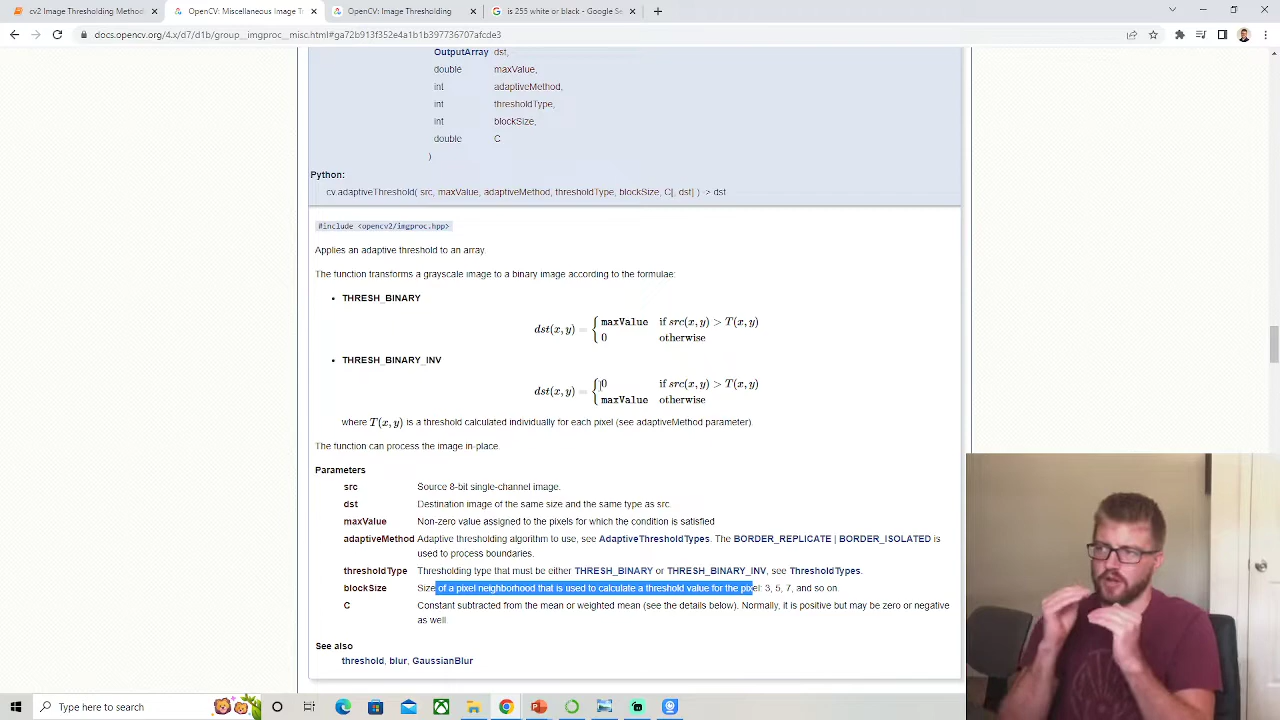 cv2 Image Thresholding Method
OpenCV: Miscellaneous Image Tr
OpenCV: Image Thresholding
is 255 white or black - Google Se
docs.opencv.org/4.x/d7/d1b/group__imgproc__misc.html#ga72b913f352e4a1b1b397736707afcde3
OutputArray dst,
double maxValue,
int adaptiveMethod,
int thresholdType,
int blockSize,
double C
)
Python:
cv.adaptiveThreshold( src, maxValue, adaptiveMethod, thresholdType, blockSize, C[, dst] ) -> dst
#include <opencv2/imgproc.hpp>
Applies an adaptive threshold to an array.
The function transforms a grayscale image to a binary image according to the formulae:
• THRESH_BINARY
dst(x, y) = { maxValue if src(x, y) > T(x, y)
0 otherwise
• THRESH_BINARY_INV
dst(x, y) = { 0 if src(x, y) > T(x, y)
maxValue otherwise
where T(x, y) is a threshold calculated individually for each pixel (see adaptiveMethod parameter).
The function can process the image in-place.
Parameters
src Source 8-bit single-channel image.
dst Destination image of the same size and the same type as src.
maxValue Non-zero value assigned to the pixels for which the condition is satisfied
adaptiveMethod Adaptive thresholding algorithm to use, see AdaptiveThresholdTypes. The BORDER_REPLICATE | BORDER_ISOLATED is
used to process boundaries.
thresholdType Thresholding type that must be either THRESH_BINARY or THRESH_BINARY_INV, see ThresholdTypes.
blockSize Size of a pixel neighborhood that is used to calculate a threshold value for the pixel: 3, 5, 7, and so on.
C Constant subtracted from the mean or weighted mean (see the details below). Normally, it is positive but may be zero or negative
as well.
See also
threshold, blur, GaussianBlur
Type here to search